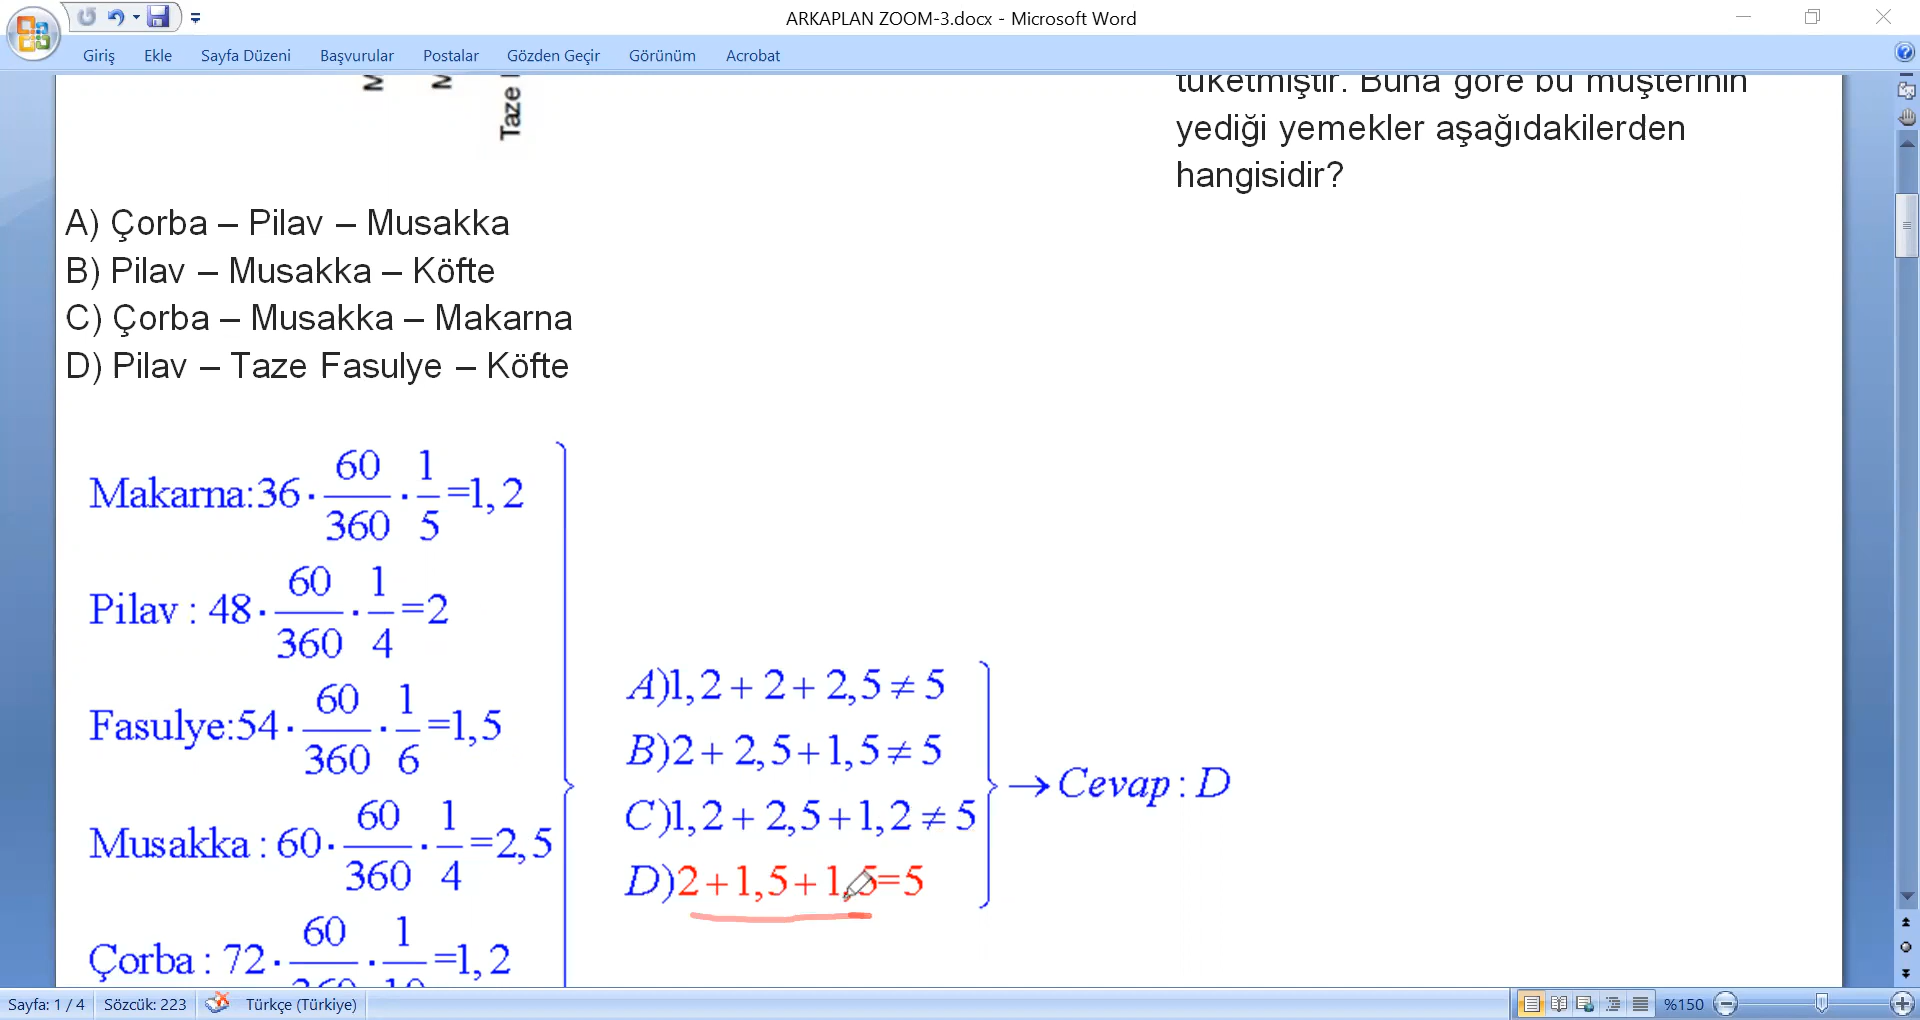 ARKAPLAN ZOOM-3.docx - Microsoft Word
Giriş Ekle Sayfa Düzeni Başvurular Postalar Gözden Geçir Görünüm Acrobat
M
M
Taze
tüketmiştir. Buna göre bu müşterinin
yediği yemekler aşağıdakilerden
hangisidir?
A) Çorba – Pilav – Musakka
B) Pilav – Musakka – Köfte
C) Çorba – Musakka – Makarna
D) Pilav – Taze Fasulye – Köfte
Makarna:36·60/360·1/5=1,2
Pilav : 48·60/360·1/4=2
Fasulye:54·60/360·1/6=1,5
Musakka : 60·60/360·1/4=2,5
Çorba : 72·60/360·1/10=1,2
A)1,2+2+2,5≠5
B)2+2,5+1,5≠5
C)1,2+2,5+1,2≠5
D)2+1,5+1,5=5
→Cevap : D
Sayfa: 1 / 4 Sözcük: 223 Türkçe (Türkiye) %150